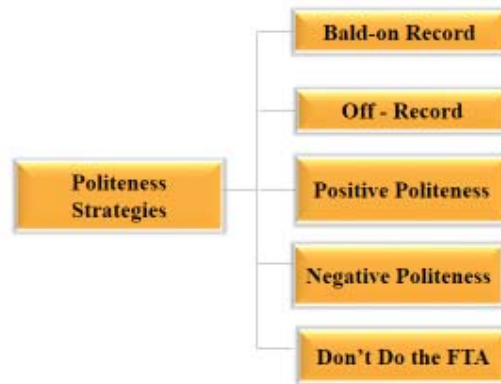 Bald-on Record
Off - Record
Politeness
Strategies
Positive Politeness
Negative Politeness
Don't Do the FTA